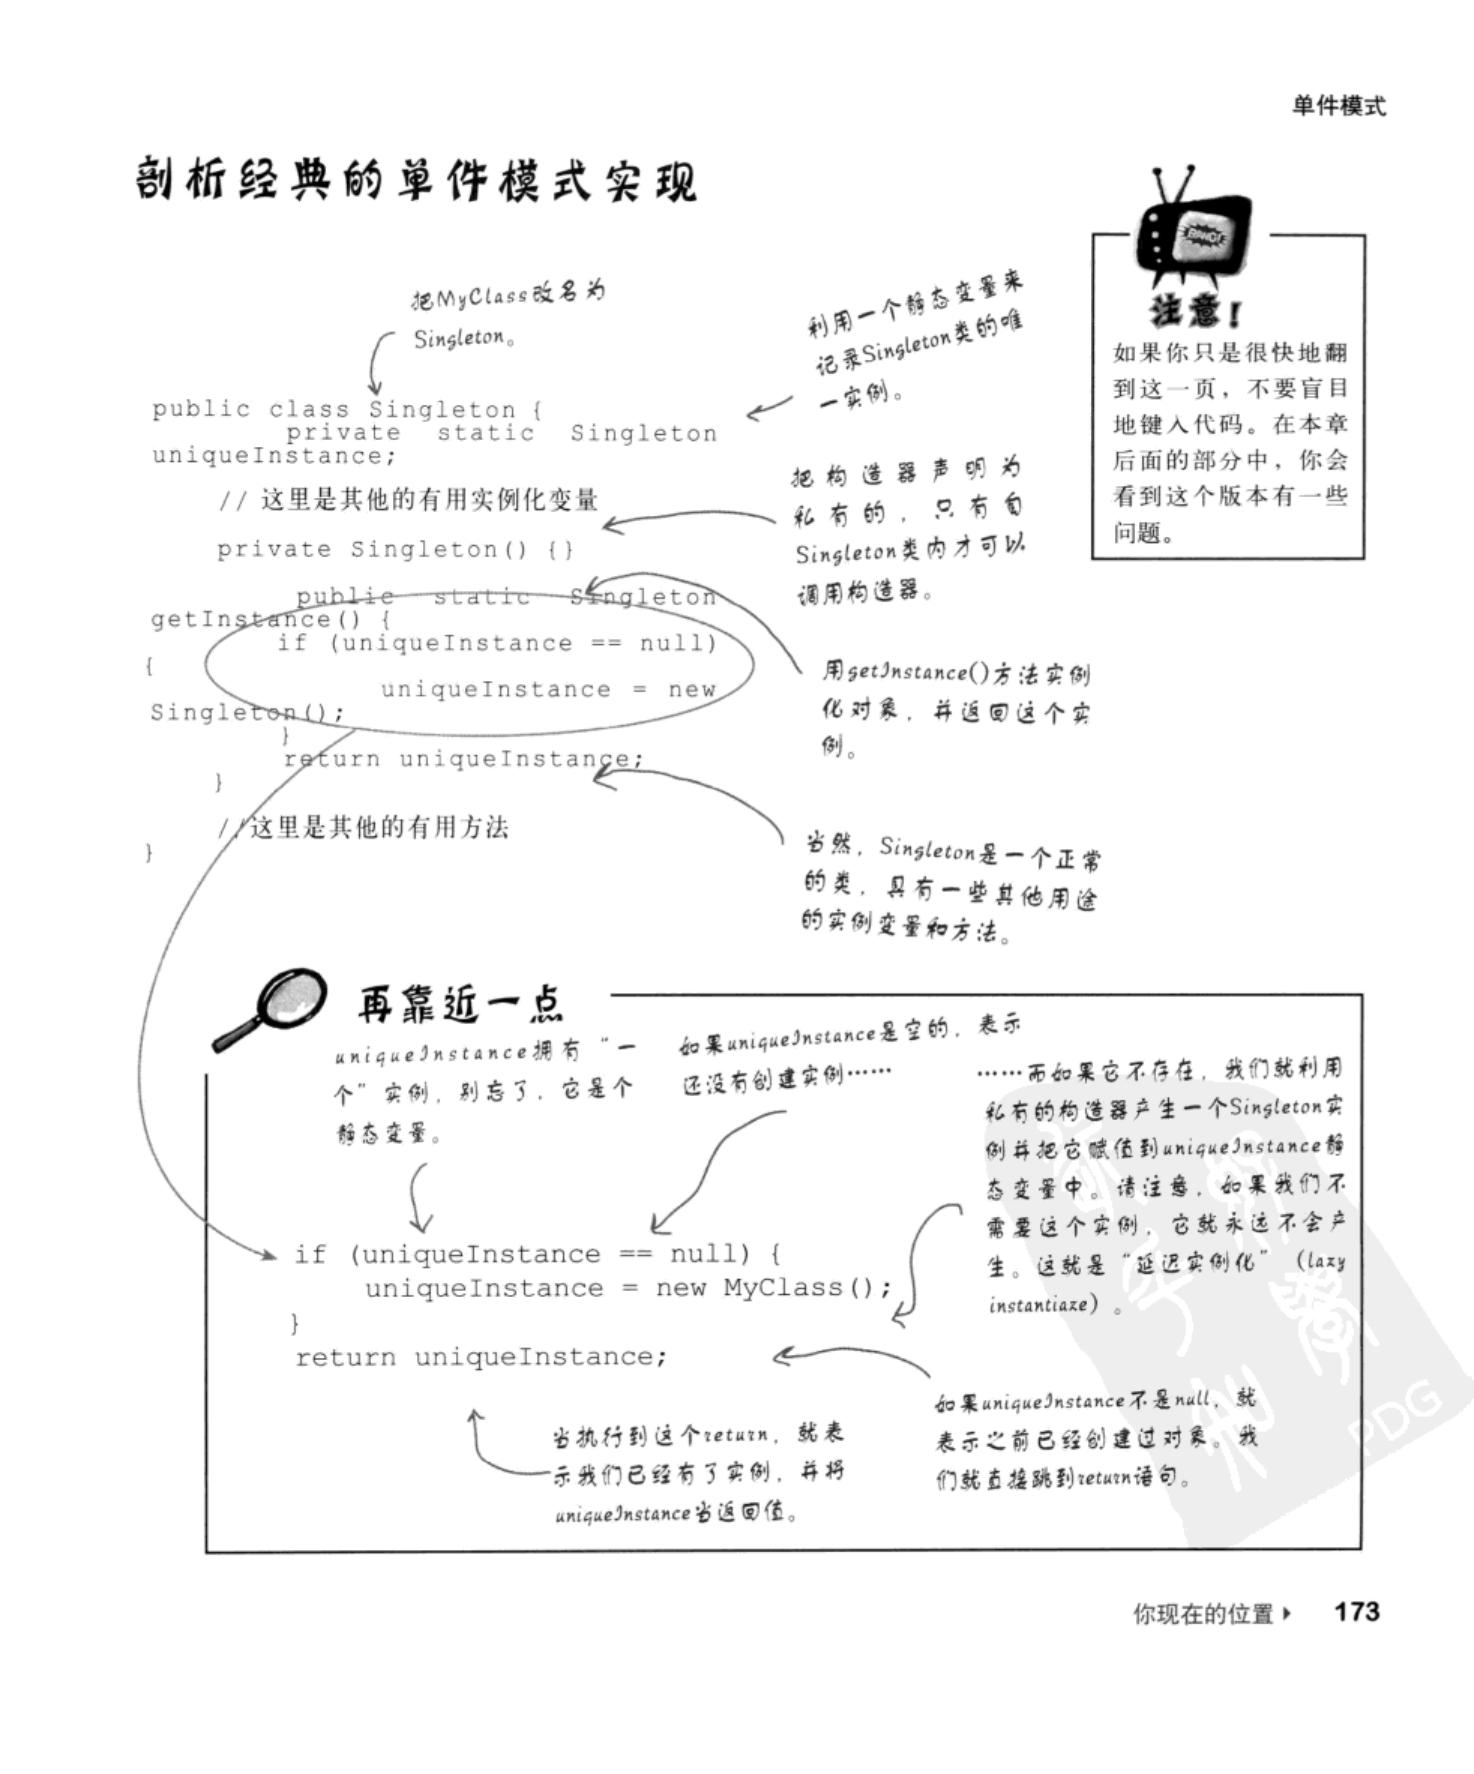 单件模式
剖析经典的单件模式实现
把MyClass改名为
Singleton。
利用一个静态变量来
记录Singleton类的唯
一实例。
BANG!
注意!
如果你只是很快地翻
到这一页，不要盲目
地键入代码。在本章
后面的部分中，你会
看到这个版本有一些
问题。
public class Singleton {
private static Singleton
uniqueInstance;
// 这里是其他的有用实例化变量
private Singleton() {}
public static Singleton
getInstance() {
if (uniqueInstance == null)
{
uniqueInstance = new
Singleton();
}
return uniqueInstance;
}
//这里是其他的有用方法
}
把构造器声明为
私有的，只有自
Singleton类内才可以
调用构造器。
用getInstance()方法实例
化对象，并返回这个实
例。
当然，Singleton是一个正常
的类，具有一些其他用途
的实例变量和方法。
再靠近一点
uniqueInstance拥有“一
个”实例，别忘了，它是个
静态变量。
如果uniqueInstance是空的，表示
还没有创建实例……
……而如果它不存在，我们就利用
私有的构造器产生一个Singleton实
例并把它赋值到uniqueInstance静
态变量中。请注意，如果我们不
需要这个实例，它就永远不会产
生。这就是“延迟实例化”（lazy
instantiaze）。
if (uniqueInstance == null) {
uniqueInstance = new MyClass();
}
return uniqueInstance;
当执行到这个return，就表
示我们已经有了实例，并将
uniqueInstance当返回值。
如果uniqueInstance不是null，就
表示之前已经创建过对象。我
们就直接跳到return语句。
PDG
你现在的位置 173